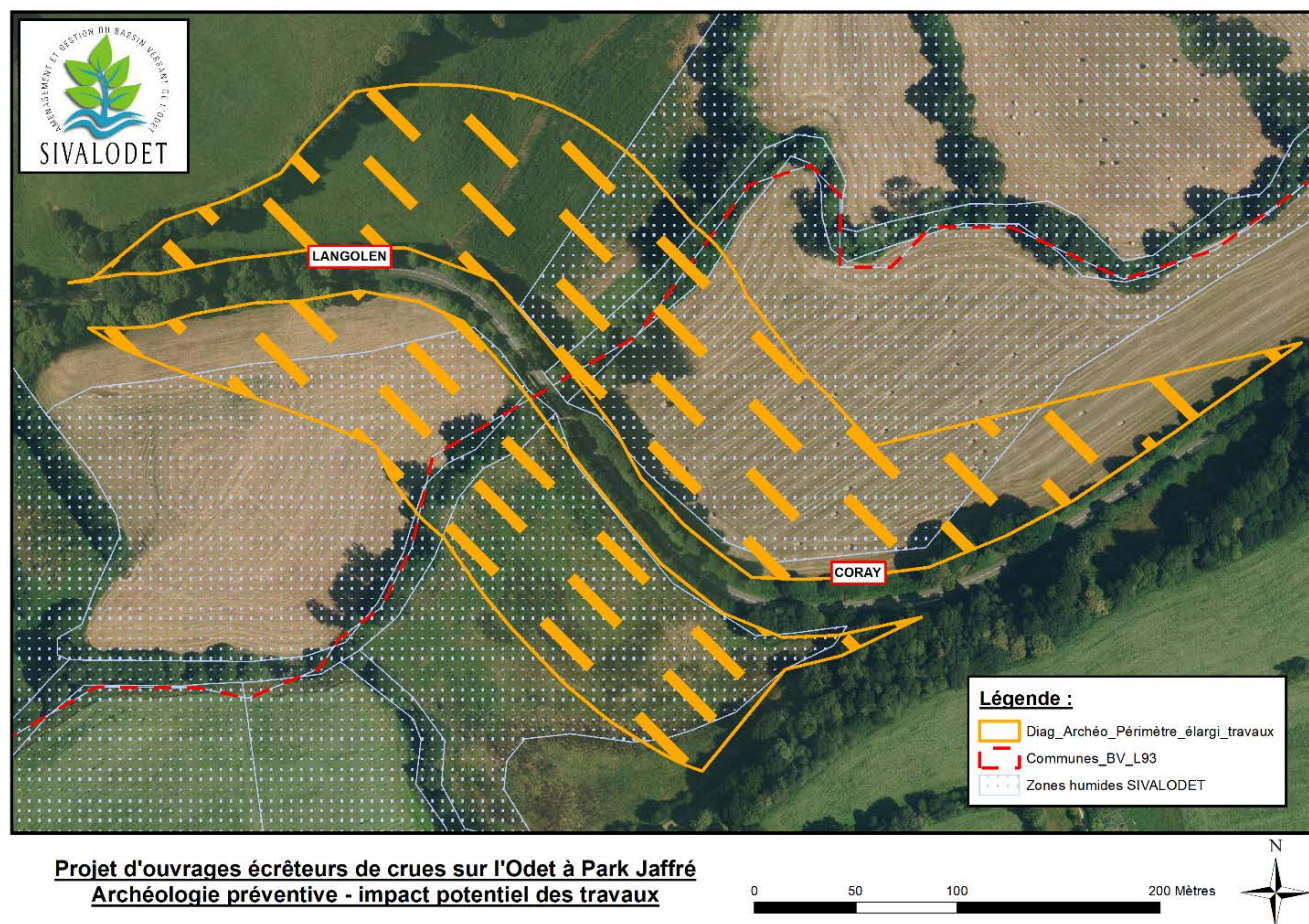 AMENAGEMENT ET GESTION DU BASSIN VERSANT DE L'ODET
SIVALODET
LANGOLEN
CORAY
Légende :
Diag_Archéo_Périmètre_élargi_travaux
Communes_BV_L93
Zones humides SIVALODET
Projet d'ouvrages écrêteurs de crues sur l'Odet à Park Jaffré
Archéologie préventive - impact potentiel des travaux
0 50 100 200 Mètres
N